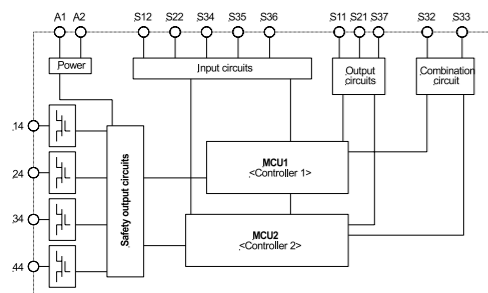 A1 A2 S12 S22 S34 S35 S36 S11 S21 S37 S32 S33
Power
Input circuits
Output
circuits
Combination
circuit
14
24
34
44
Safety output circuits
MCU1
<Controller 1>
MCU2
<Controller 2>